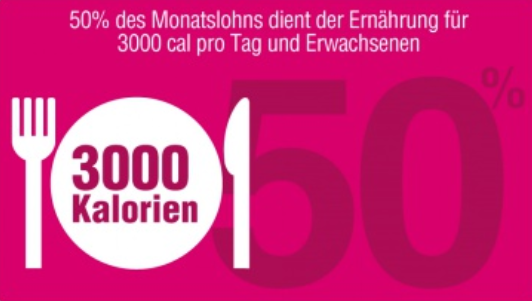 50% des Monatslohns dient der Ernährung für
3000 cal pro Tag und Erwachsenen
3000
Kalorien
50%